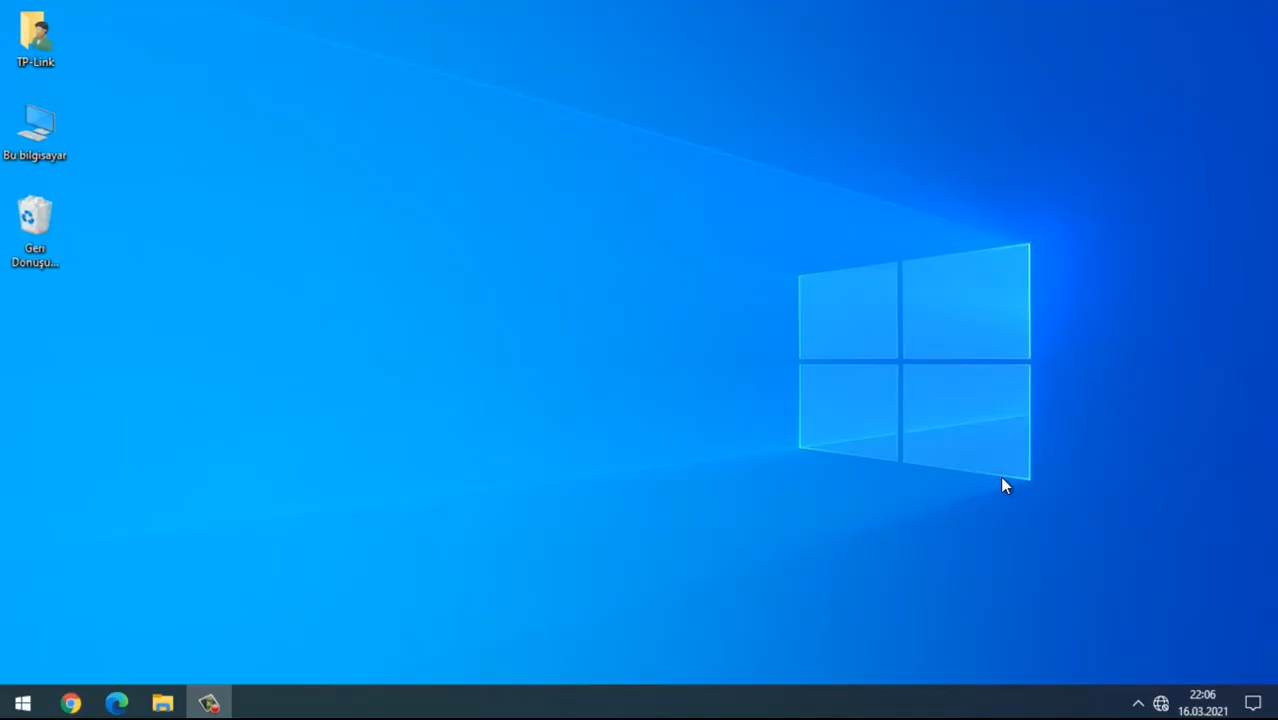 TP-Link
Bu bilgisayar
Geri
Dönüşü...
22:06
16.03.2021